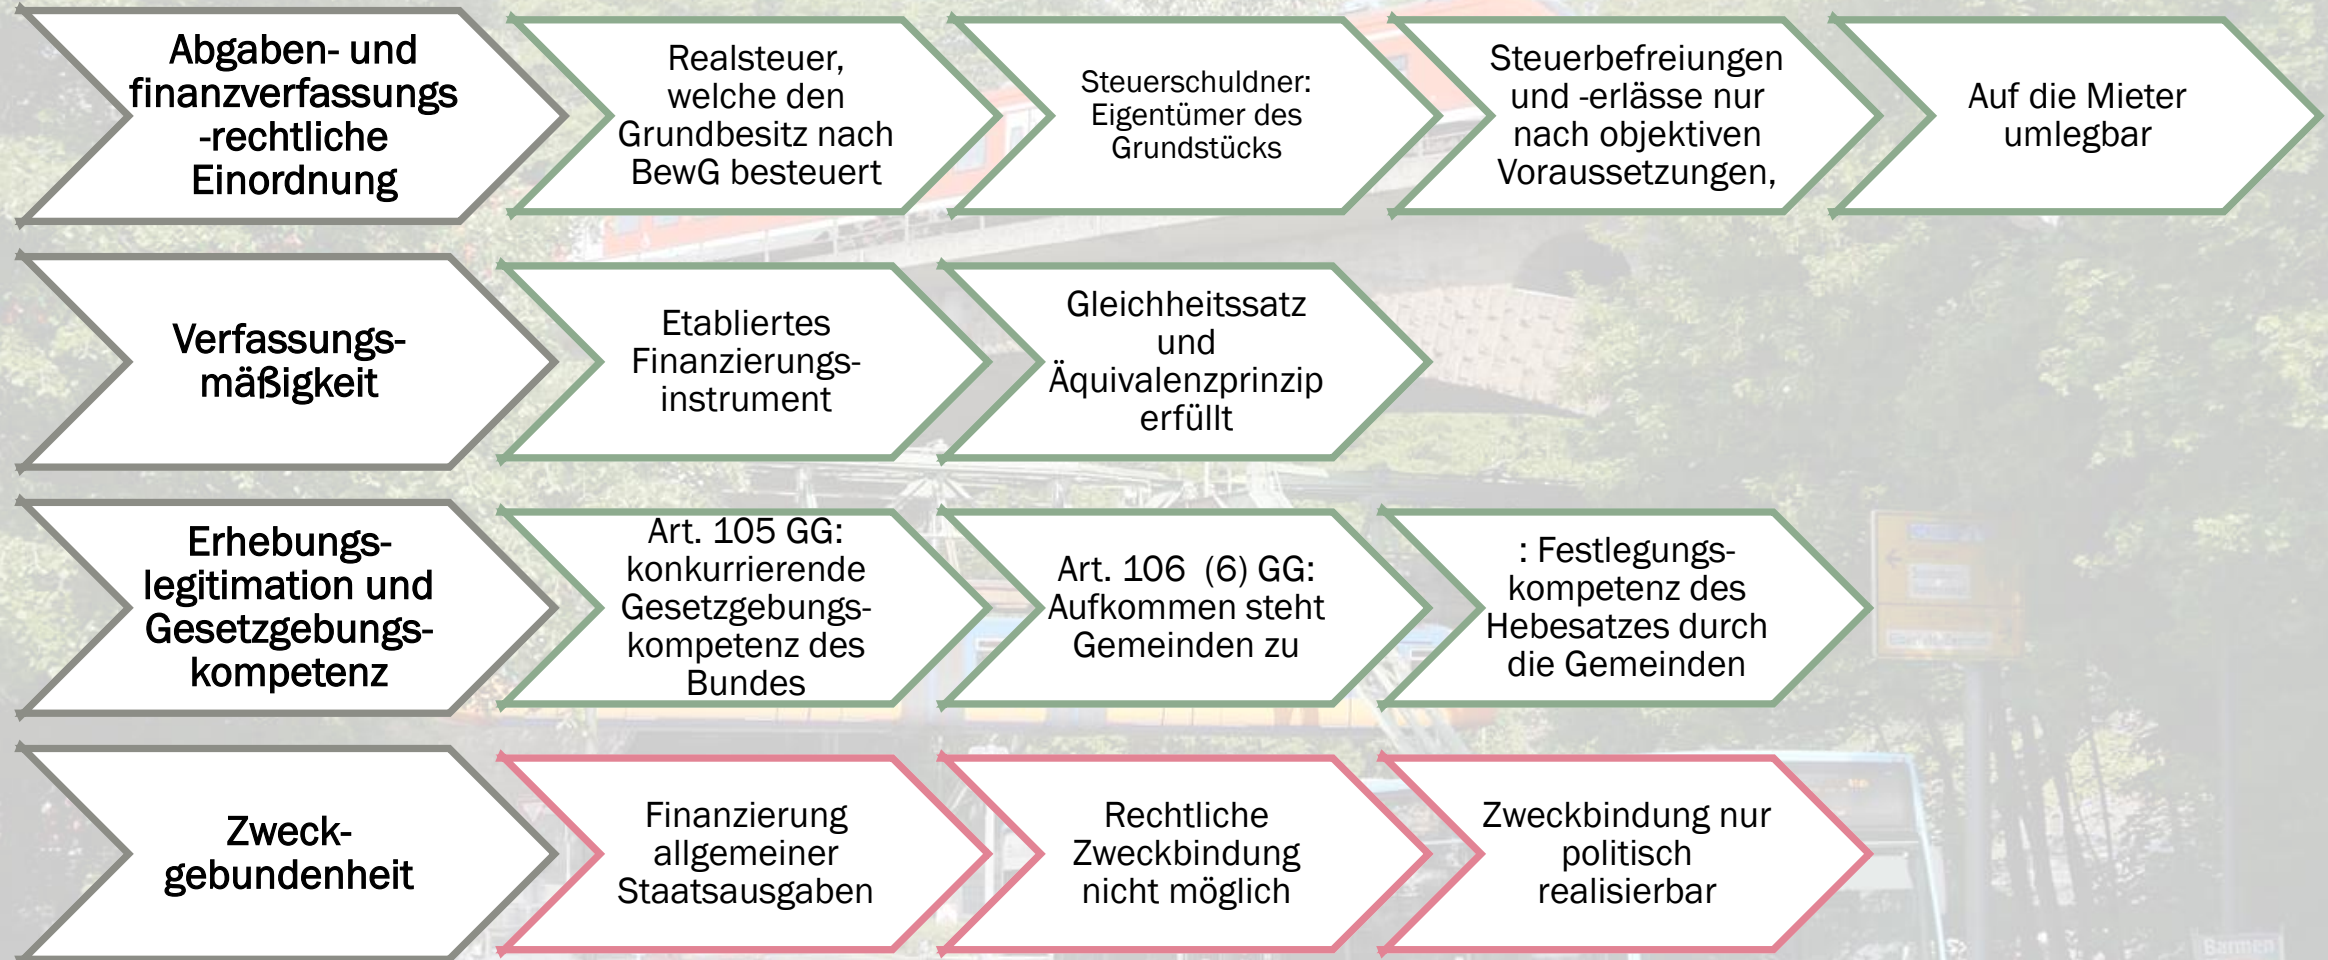 Abgaben- und
finanzverfassungs
-rechtliche
Einordnung
Realsteuer,
welche den
Grundbesitz nach
BewG besteuert
Steuerschuldner:
Eigentümer des
Grundstücks
Steuerbefreiungen
und -erlässe nur
nach objektiven
Voraussetzungen,
Auf die Mieter
umlegbar
Verfassungs-
mäßigkeit
Etabliertes
Finanzierungs-
instrument
Gleichheitssatz
und
Äquivalenzprinzip
erfüllt
Erhebungs-
legitimation und
Gesetzgebungs-
kompetenz
Art. 105 GG:
konkurrierende
Gesetzgebungs-
kompetenz des
Bundes
Art. 106  (6) GG:
Aufkommen steht
Gemeinden zu
: Festlegungs-
kompetenz des
Hebesatzes durch
die Gemeinden
Zweck-
gebundenheit
Finanzierung
allgemeiner
Staatsausgaben
Rechtliche
Zweckbindung
nicht möglich
Zweckbindung nur
politisch
realisierbar
Barmen